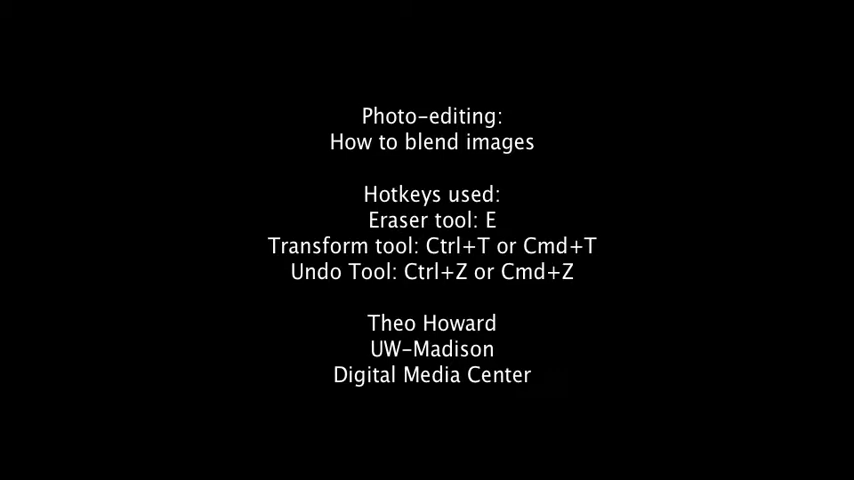 Photo-editing:
How to blend images
Hotkeys used:
Eraser tool: E
Transform tool: Ctrl+T or Cmd+T
Undo Tool: Ctrl+Z or Cmd+Z
Theo Howard
UW-Madison
Digital Media Center